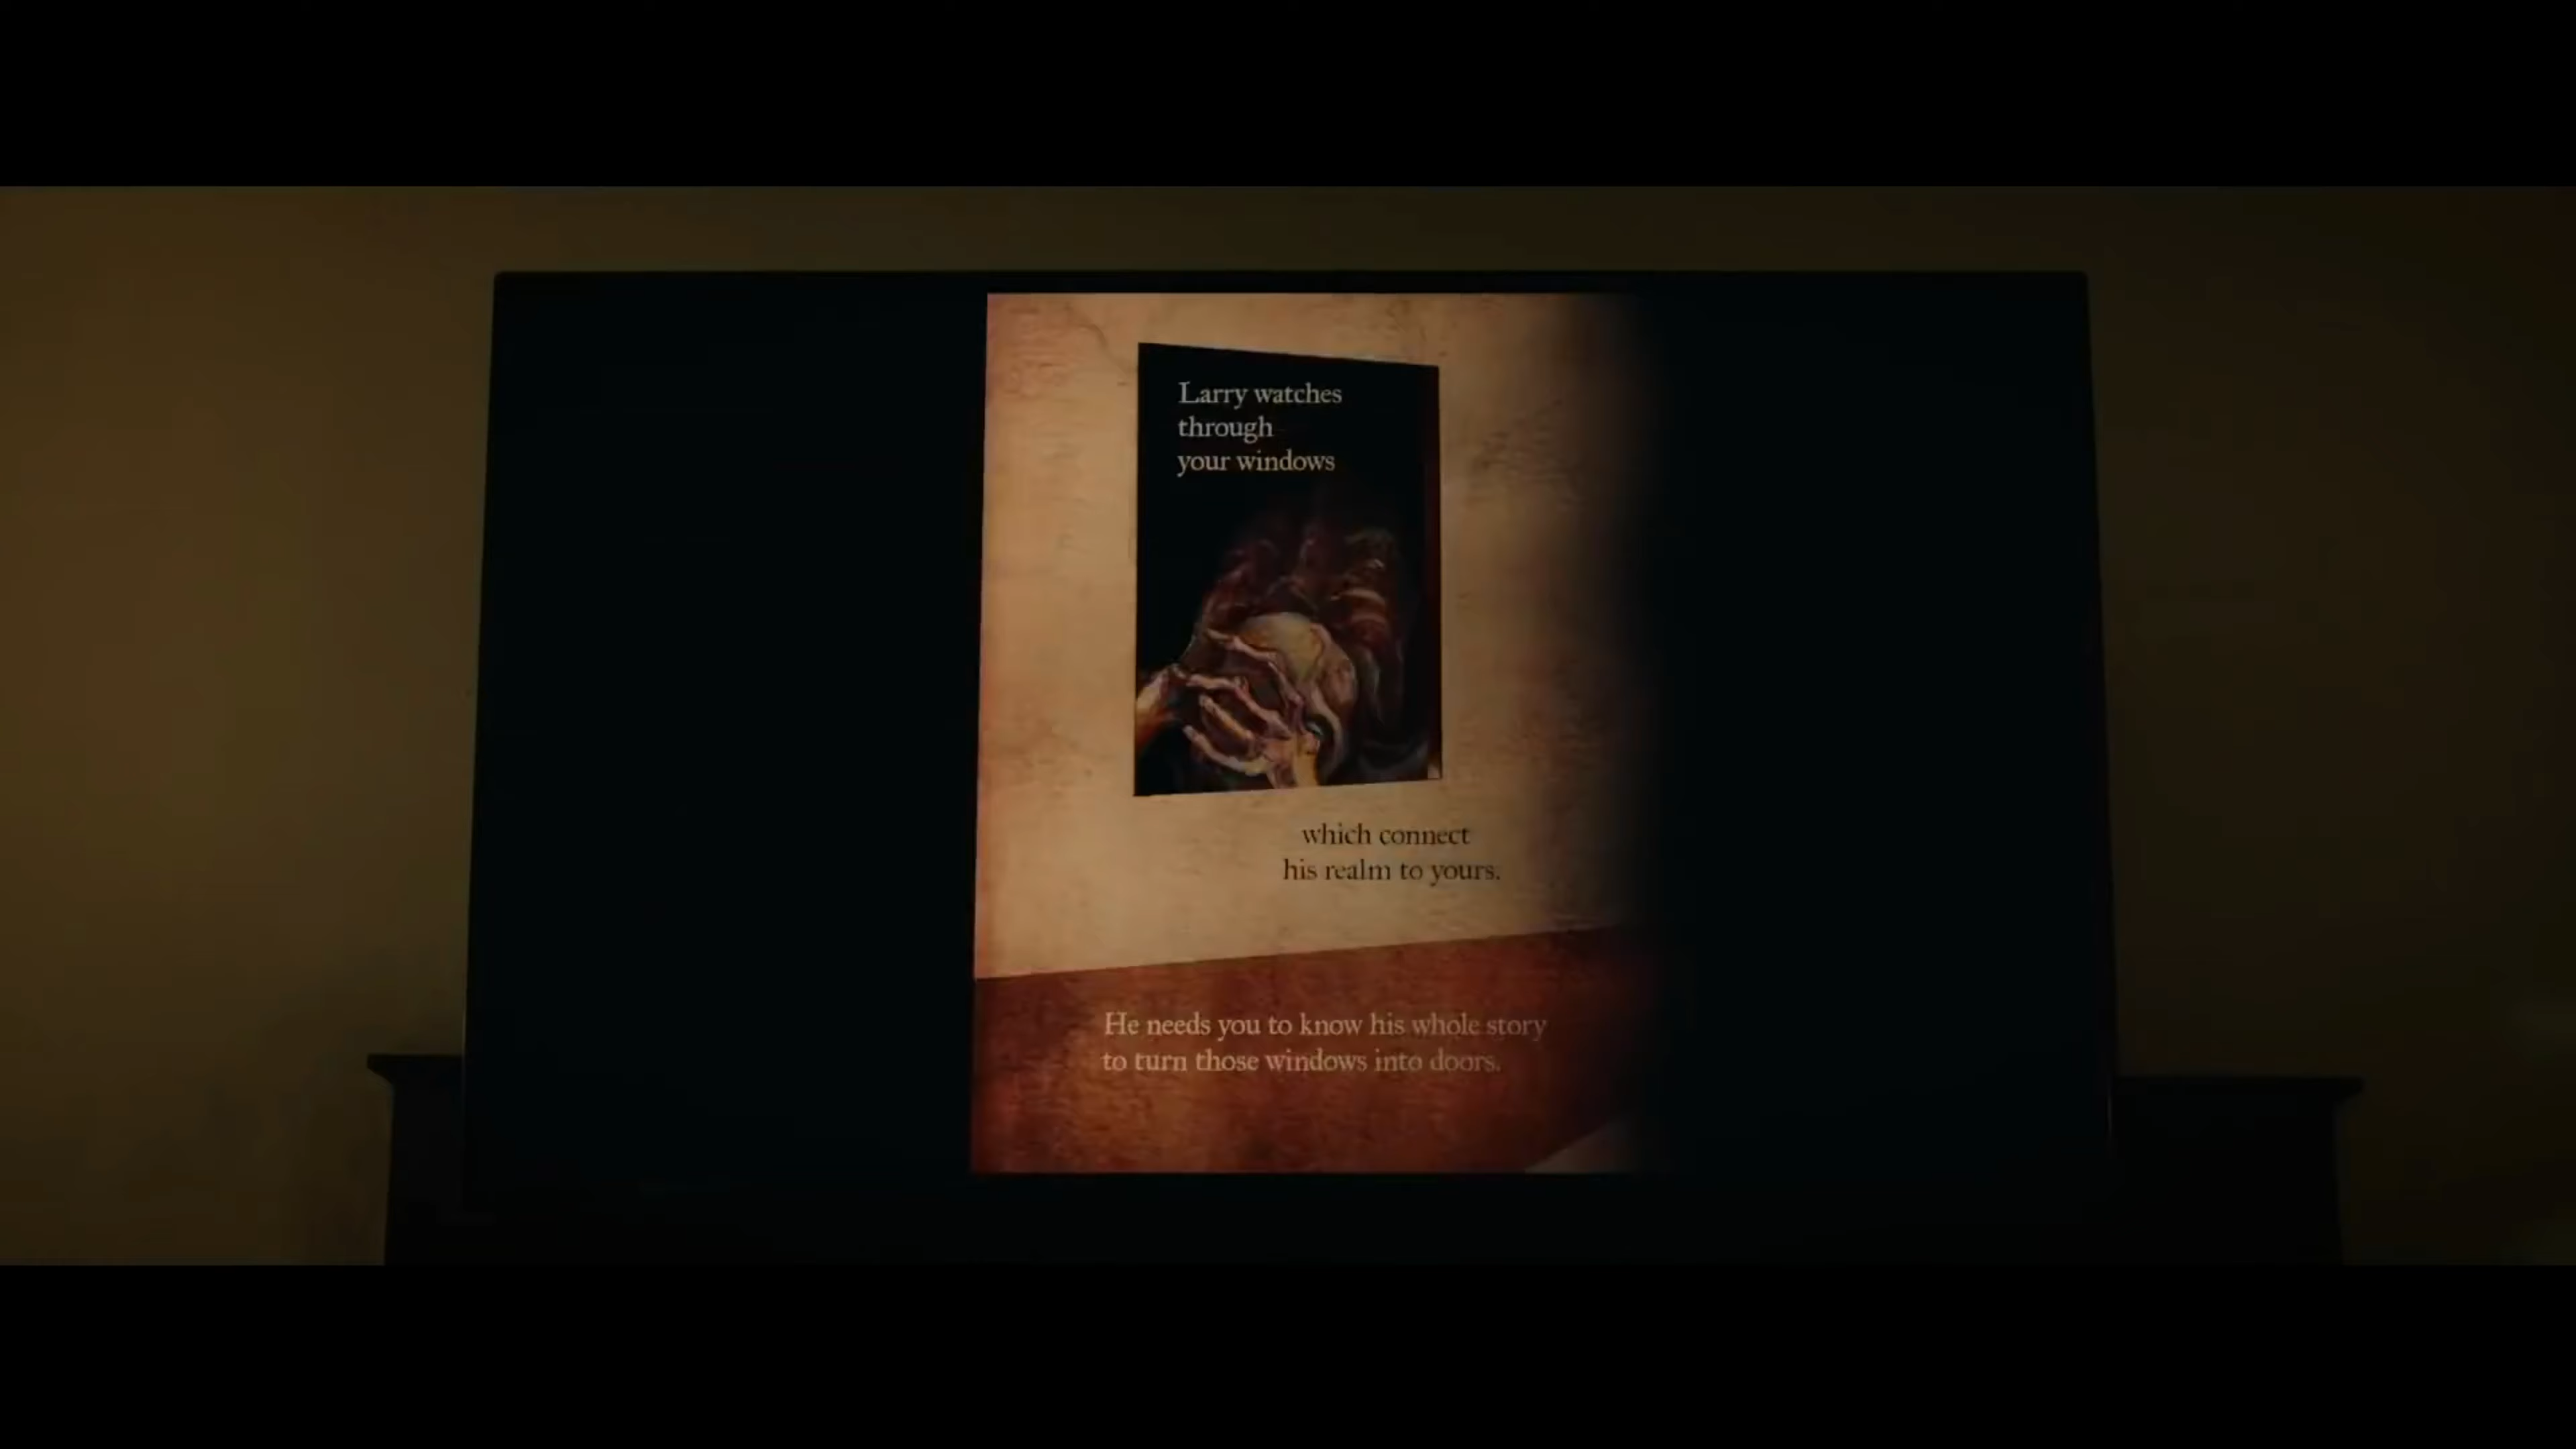 Larry watches
through
your windows
which connect
his realm to yours.
He needs you to know his whole story
to turn those windows into doors.